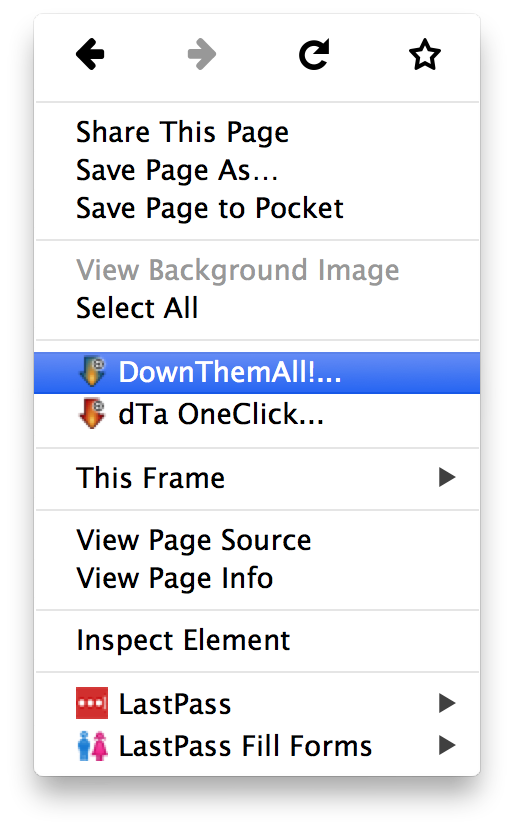 Share This Page
Save Page As…
Save Page to Pocket
View Background Image
Select All
DownThemAll!...
dTa OneClick...
This Frame
View Page Source
View Page Info
Inspect Element
LastPass
LastPass Fill Forms